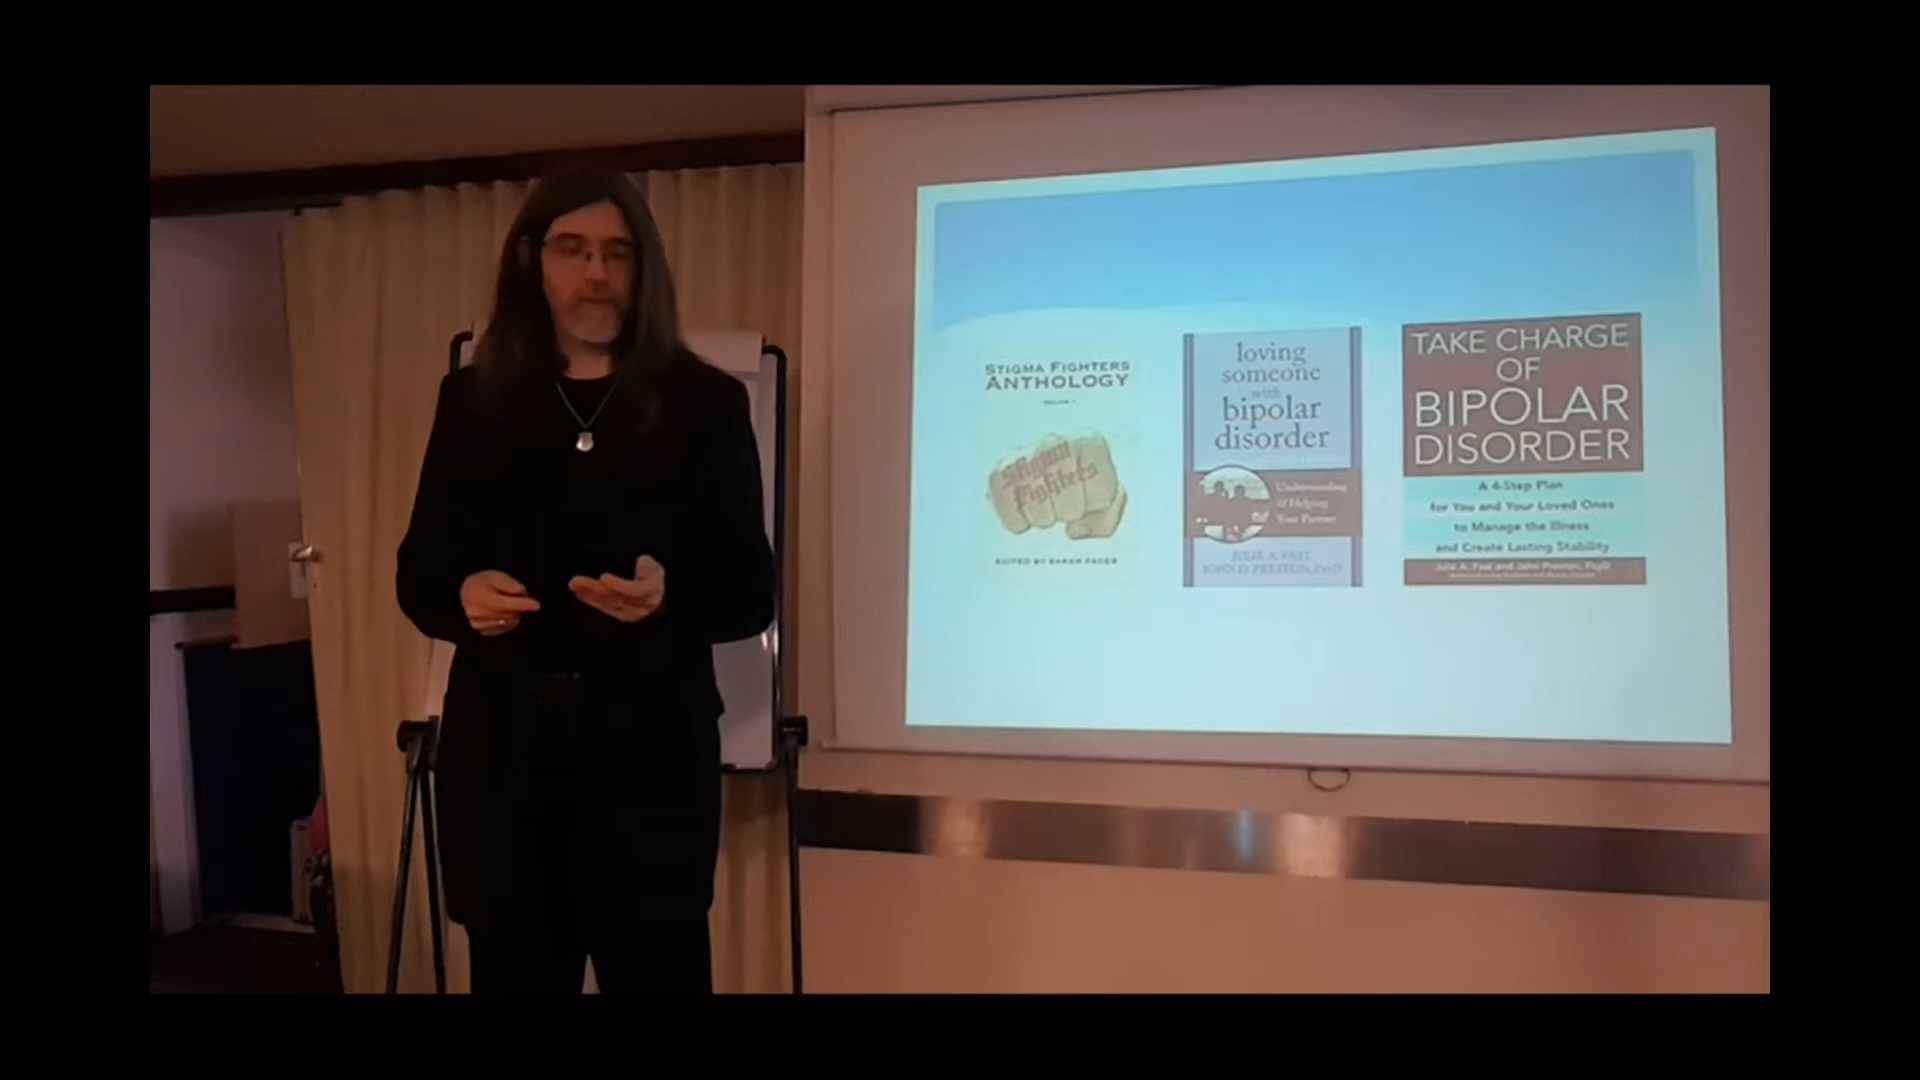 STIGMA FIGHTERS
ANTHOLOGY
stigma
fighters
EDITED BY SARAH FADER
loving
someone
with
bipolar
disorder
Understanding
& Helping
Your Partner
JULIE A. FAST
JOHN D. PRESTON, PsyD
TAKE CHARGE
OF
BIPOLAR
DISORDER
A 4-Step Plan
for You and Your Loved Ones
to Manage the Illness
and Create Lasting Stability
Julie A. Fast and John Preston, PsyD